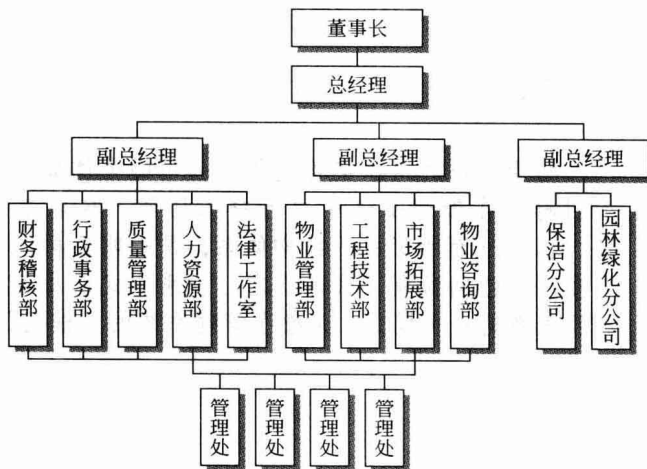 董事长
总经理
副总经理
副总经理
副总经理
财务稽核部
行政事务部
质量管理部
人力资源部
法律工作室
物业管理部
工程技术部
市场拓展部
物业咨询部
保洁分公司
园林绿化分公司
管理处
管理处
管理处
管理处